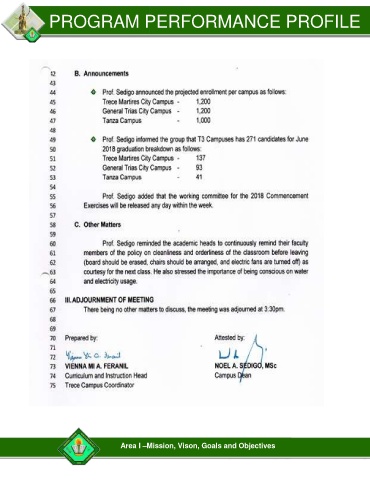 PROGRAM PERFORMANCE PROFILE
42 B. Announcements
43
44 Prof. Sedigo announced the projected enrollment per campus as follows:
45 Trece Martires City Campus - 1,200
46 General Trias City Campus - 1,200
47 Tanza Campus - 1,000
48
49 Prof. Sedigo informed the group that T3 Campuses has 271 candidates for June
50 2018 graduation breakdown as follows:
51 Trece Martires City Campus - 137
52 General Trias City Campus - 93
53 Tanza Campus - 41
54
55 Prof. Sedigo added that the working committee for the 2018 Commencement
56 Exercises will be released any day within the week.
57
58 C. Other Matters
59
60 Prof. Sedigo reminded the academic heads to continuously remind their faculty
61 members of the policy on cleanliness and orderliness of the classroom before leaving
62 (board should be erased, chairs should be arranged, and electric fans are turned off) as
63 courtesy for the next class. He also stressed the importance of being conscious on water
64 and electricity usage.
65
66 III.ADJOURNMENT OF MEETING
67 There being no other matters to discuss, the meeting was adjourned at 3:30pm.
68
69
70 Prepared by: Attested by:
71
72
73 VIENNA MI A. FERANIL NOEL A. SEDIGO, MSc
74 Curriculum and Instruction Head Campus Dean
75 Trece Campus Coordinator
Area I –Mission, Vison, Goals and Objectives